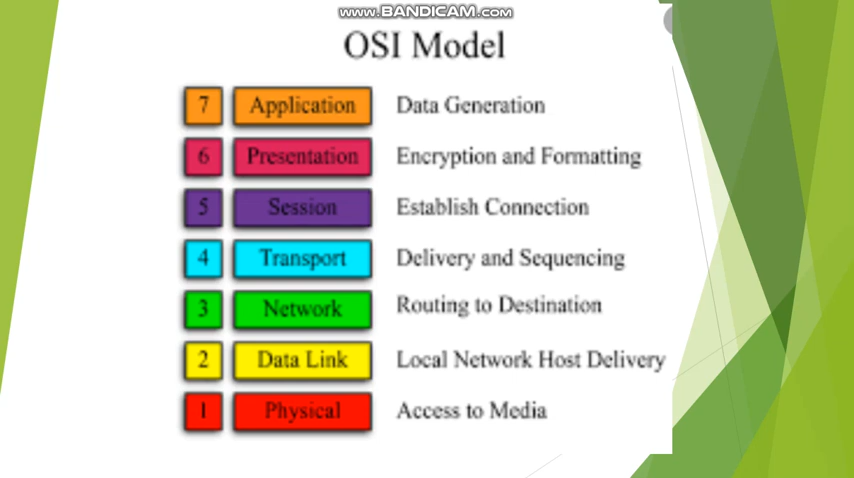 www.BANDICAM.com
OSI Model
7 Application Data Generation
6 Presentation Encryption and Formatting
5 Session Establish Connection
4 Transport Delivery and Sequencing
3 Network Routing to Destination
2 Data Link Local Network Host Delivery
1 Physical Access to Media